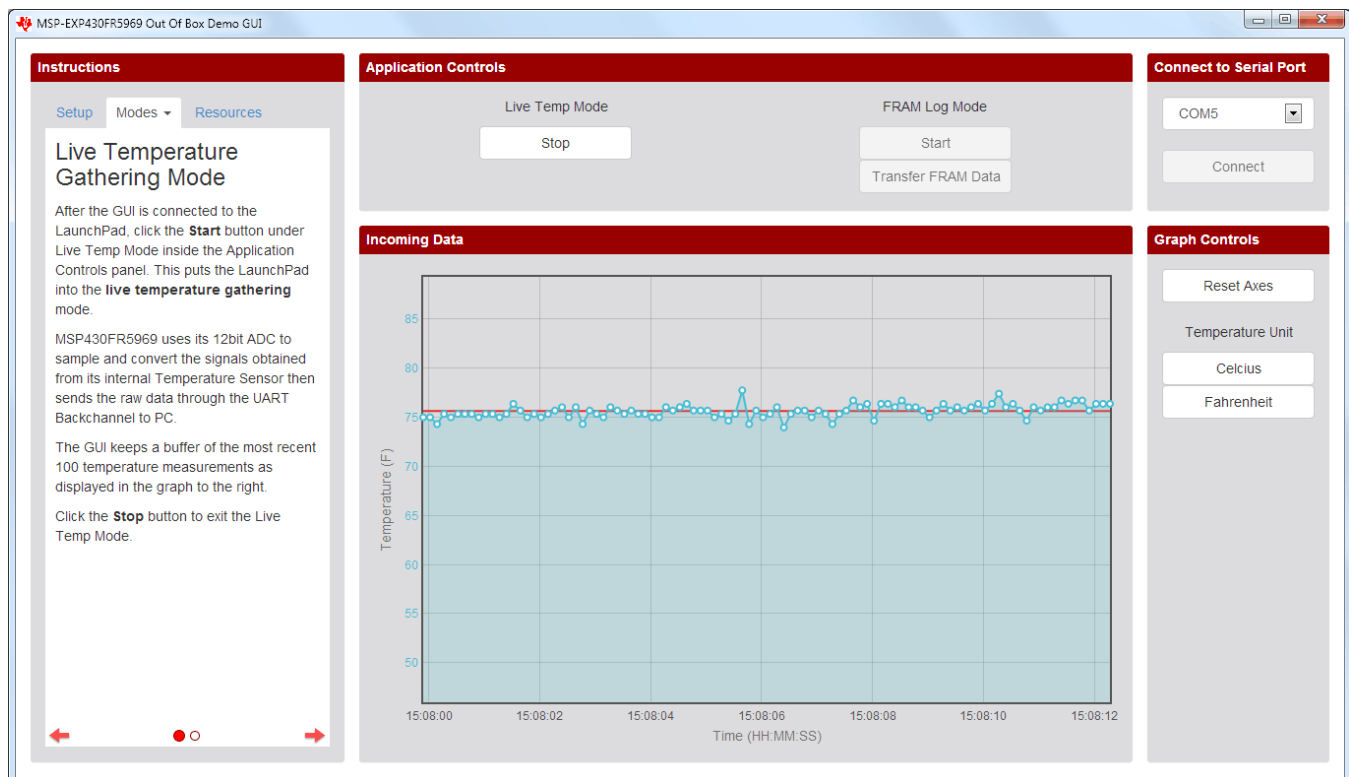 MSP-EXP430FR5969 Out Of Box Demo GUI
Instructions
Setup Modes Resources
Live Temperature
Gathering Mode
After the GUI is connected to the
LaunchPad, click the Start button under
Live Temp Mode inside the Application
Controls panel. This puts the LaunchPad
into the live temperature gathering
mode.
MSP430FR5969 uses its 12bit ADC to
sample and convert the signals obtained
from its internal Temperature Sensor then
sends the raw data through the UART
Backchannel to PC.
The GUI keeps a buffer of the most recent
100 temperature measurements as
displayed in the graph to the right.
Click the Stop button to exit the Live
Temp Mode.
Application Controls
Live Temp Mode
Stop
FRAM Log Mode
Start
Transfer FRAM Data
Connect to Serial Port
COM5
Connect
Incoming Data
85
80
75
70
65
60
55
50
Temperature (F)
15:08:00 15:08:02 15:08:04 15:08:06 15:08:08 15:08:10 15:08:12
Time (HH:MM:SS)
Graph Controls
Reset Axes
Temperature Unit
Celcius
Fahrenheit